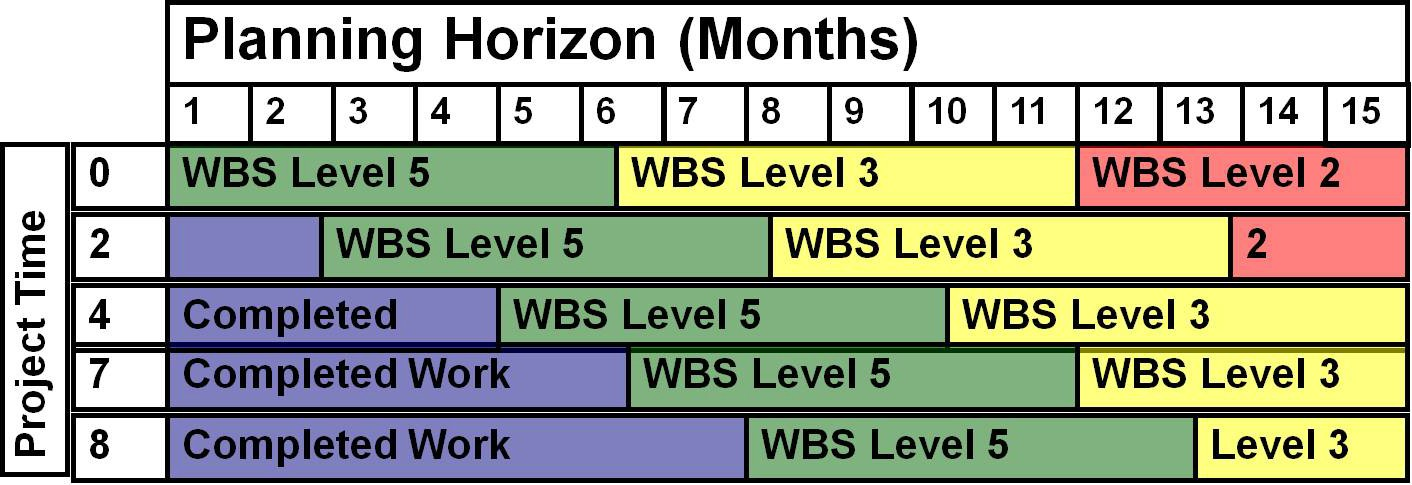 Planning Horizon (Months)
1 2 3 4 5 6 7 8 9 10 11 12 13 14 15
Project Time
0 WBS Level 5 WBS Level 3 WBS Level 2
2 WBS Level 5 WBS Level 3 2
4 Completed WBS Level 5 WBS Level 3
7 Completed Work WBS Level 5 WBS Level 3
8 Completed Work WBS Level 5 Level 3